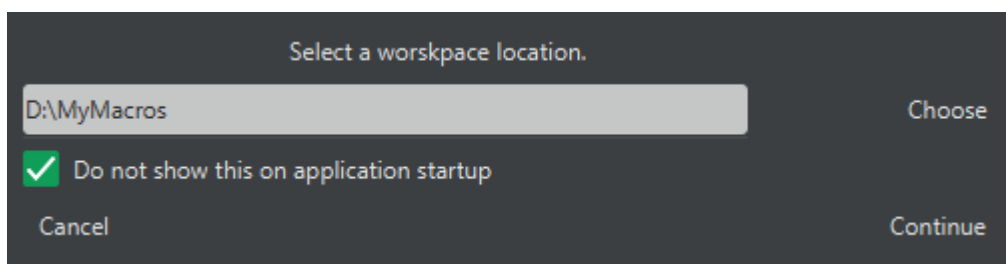 Select a worskpace location.
D:\MyMacros
Choose
Do not show this on application startup
Cancel
Continue